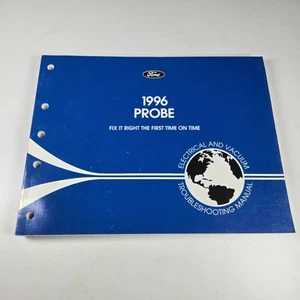 Ford
1996
PROBE
FIX IT RIGHT THE FIRST TIME ON TIME
ELECTRICAL AND VACUUM
TROUBLESHOOTING MANUAL